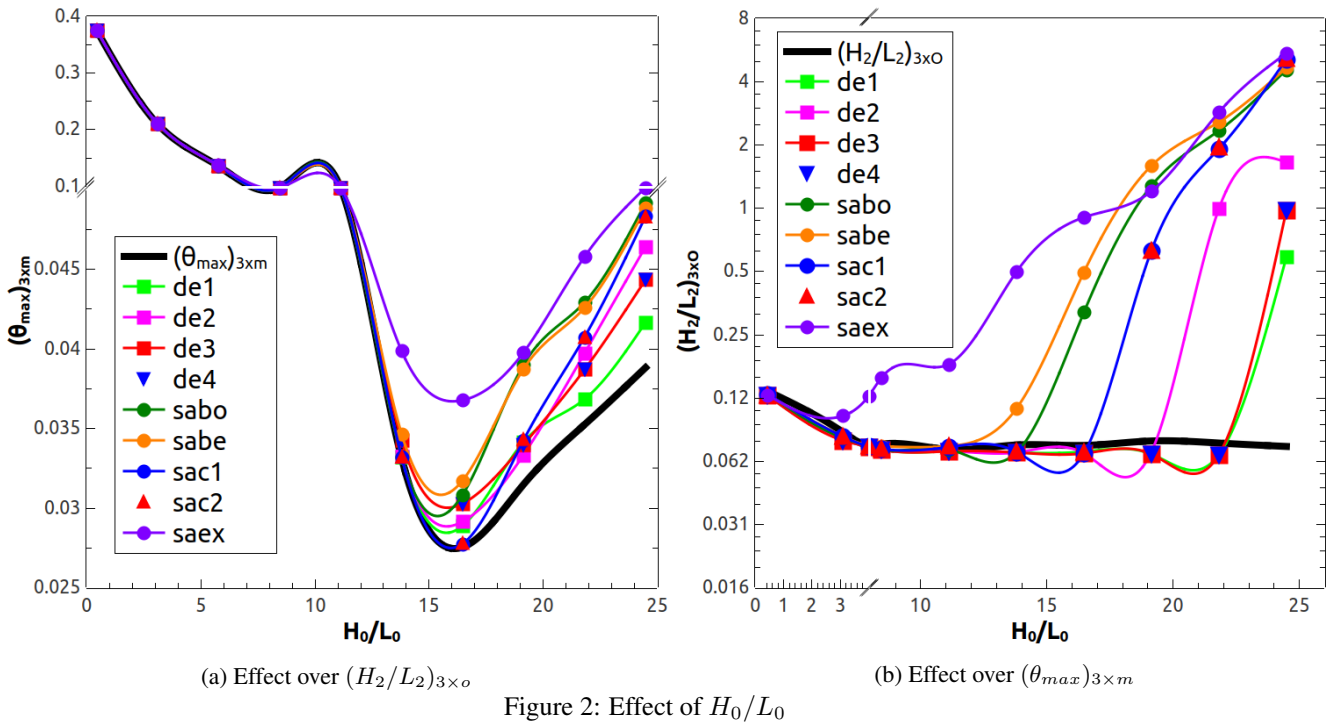 0.4
0.3
0.2
0.1
0.045
0.04
0.035
0.03
0.025
(θmax)3xm
(θmax)3xm
de1
de2
de3
de4
sabo
sabe
sac1
sac2
saex
0 5 10 15 20 25
H₀/L₀
(a) Effect over (H₂/L₂)₃×ₒ
8
4
2
1
0.5
0.25
0.12
0.062
0.031
0.016
(H₂/L₂)3xO
(H₂/L₂)3xO
de1
de2
de3
de4
sabo
sabe
sac1
sac2
saex
0 1 2 3 10 15 20 25
H₀/L₀
(b) Effect over (θmax)3×m
Figure 2: Effect of H₀/L₀